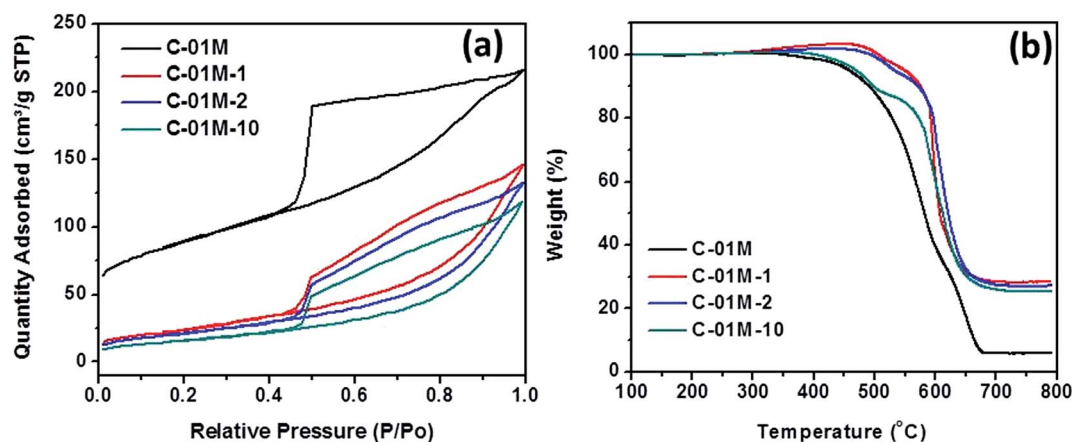 (a)
C-01M
C-01M-1
C-01M-2
C-01M-10
Quantity Adsorbed (cm³/g STP)
250
200
150
100
50
0
0.0 0.2 0.4 0.6 0.8 1.0
Relative Pressure (P/Po)
(b)
Weight (%)
100
80
60
40
20
0
C-01M
C-01M-1
C-01M-2
C-01M-10
100 200 300 400 500 600 700 800
Temperature (°C)